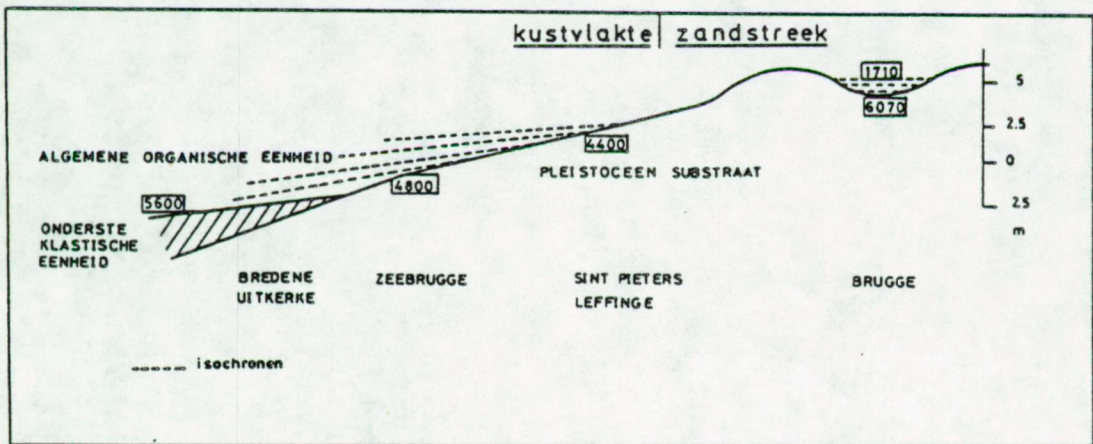 kustvlakte zandstreek
1710
5
6070
2.5
4400
ALGEMENE ORGANISCHE EENHEID
0
PLEISTOCEEN SUBSTRAAT
4800
5600
2.5
m
ONDERSTE
KLASTISCHE
EENHEID
BREDENE
UITKERKE
ZEEBRUGGE
SINT PIETERS
LEFFINGE
BRUGGE
isochronen